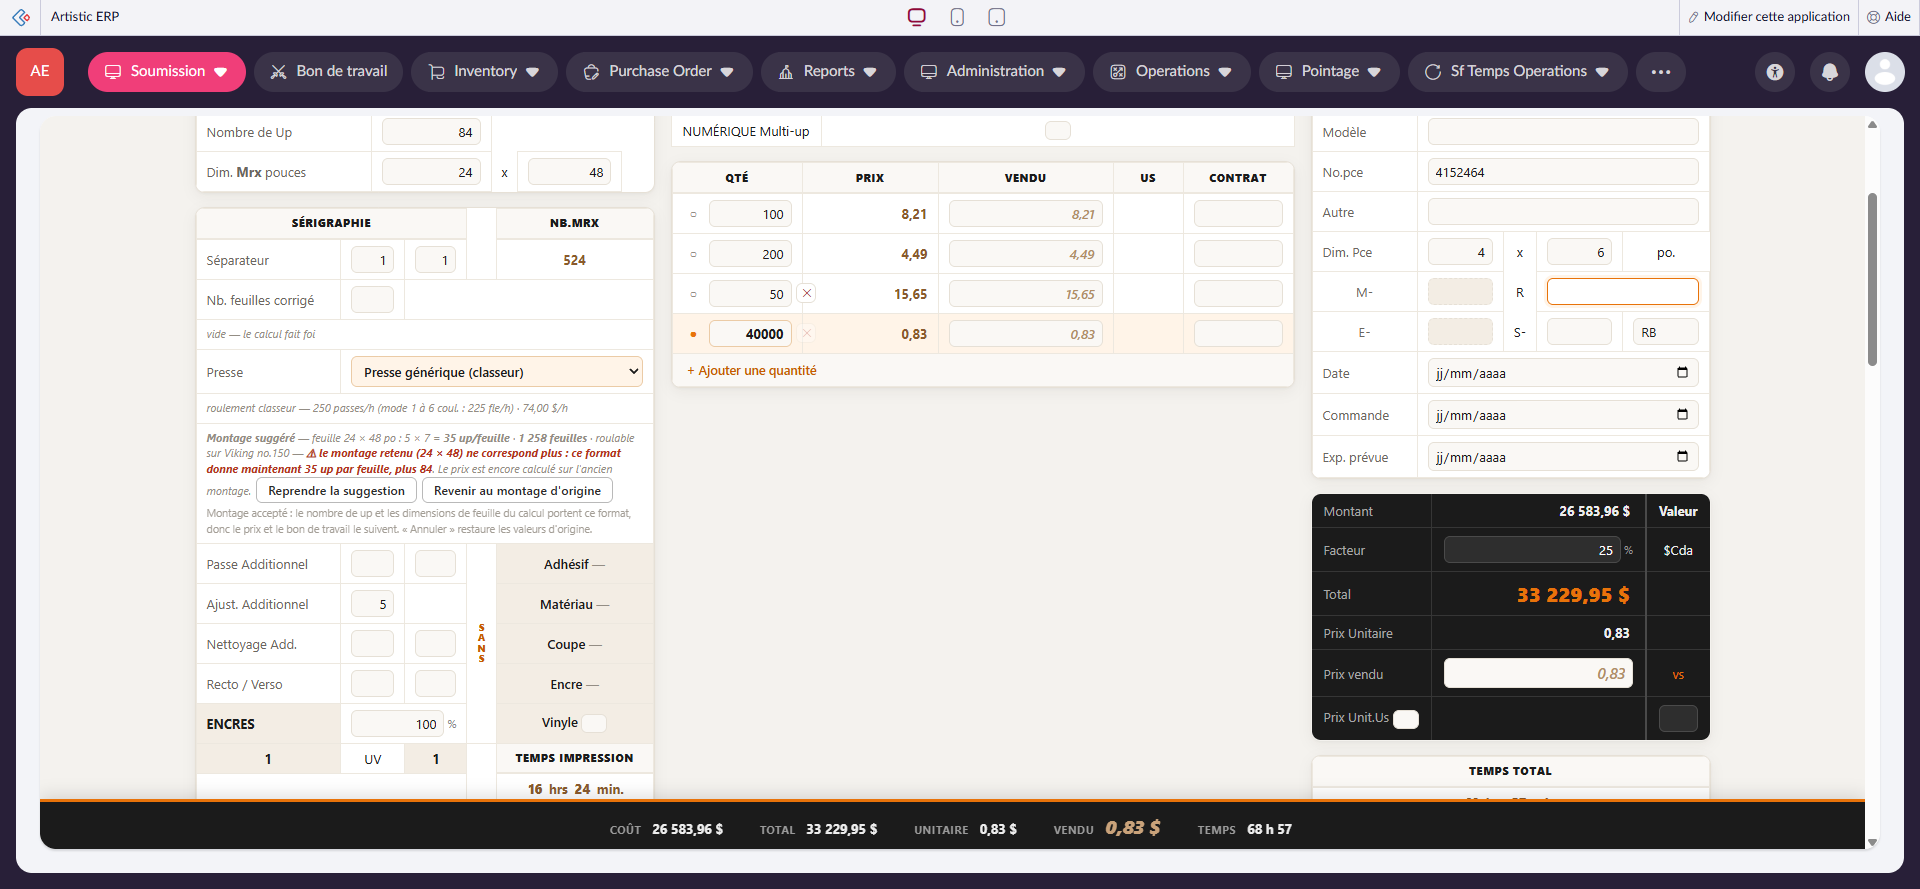 Artistic ERP
Modifier cette application
Aide
AE
Soumission
Bon de travail
Inventory
Purchase Order
Reports
Administration
Operations
Pointage
Sf Temps Operations
Nombre de Up 84
Dim. Mrx pouces 24 x 48
SÉRIGRAPHIE NB.MRX
Séparateur 1 1 524
Nb. feuilles corrigé
vide — le calcul fait foi
Presse Presse générique (classeur)
roulement classeur — 250 passes/h (mode 1 à 6 coul. : 225 fle/h) · 74,00 $/h
Montage suggéré — feuille 24 × 48 po : 5 × 7 = 35 up/feuille · 1 258 feuilles · roulable
sur Viking no.150 — ⚠ le montage retenu (24 × 48) ne correspond plus : ce format
donne maintenant 35 up par feuille, plus 84. Le prix est encore calculé sur l'ancien
montage. Reprendre la suggestion Revenir au montage d'origine
Montage accepté : le nombre de up et les dimensions de feuille du calcul portent ce format,
donc le prix et le bon de travail le suivent. « Annuler » restaure les valeurs d'origine.
Passe Additionnel Adhésif —
Ajust. Additionnel 5 Matériau —
SANS
Nettoyage Add. Coupe —
Recto / Verso Encre —
ENCRES 100 % Vinyle
1 UV 1 TEMPS IMPRESSION
16 hrs 24 min.
NUMÉRIQUE Multi-up
QTÉ PRIX VENDU US CONTRAT
100 8,21 8,21
200 4,49 4,49
50 15,65 15,65
40000 0,83 0,83
+ Ajouter une quantité
Modèle
No.pce 4152464
Autre
Dim. Pce 4 x 6 po.
M- R
E- S- RB
Date jj/mm/aaaa
Commande jj/mm/aaaa
Exp. prévue jj/mm/aaaa
Montant 26 583,96 $ Valeur
Facteur 25 % $Cda
Total 33 229,95 $
Prix Unitaire 0,83
Prix vendu 0,83 vs
Prix Unit.Us
TEMPS TOTAL
COÛT 26 583,96 $ TOTAL 33 229,95 $ UNITAIRE 0,83 $ VENDU 0,83 $ TEMPS 68 h 57